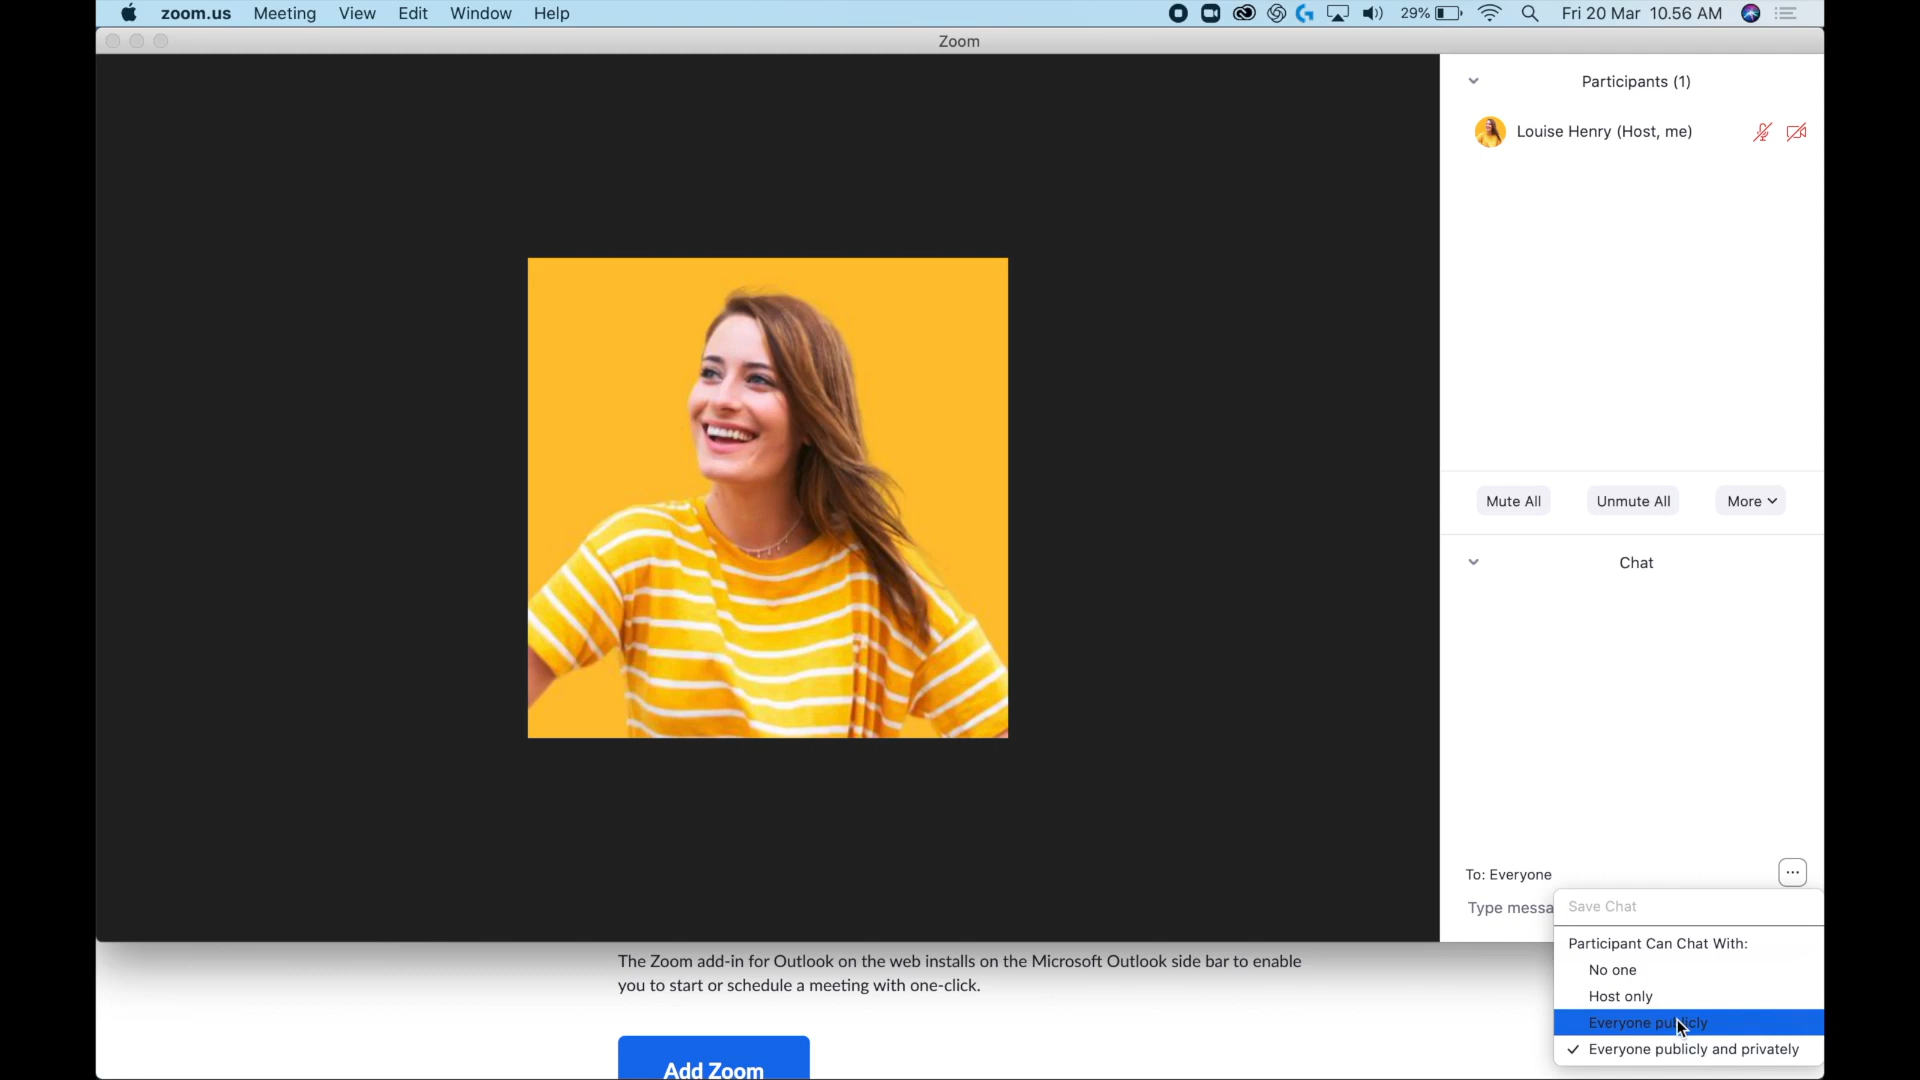 zoom.us Meeting View Edit Window Help 29% Fri 20 Mar 10.56 AM
Zoom
Participants (1)
Louise Henry (Host, me)
Mute All Unmute All More
Chat
To: Everyone
Type messa
Save Chat
Participant Can Chat With:
No one
Host only
Everyone publicly
Everyone publicly and privately
The Zoom add-in for Outlook on the web installs on the Microsoft Outlook side bar to enable
you to start or schedule a meeting with one-click.
Add Zoom